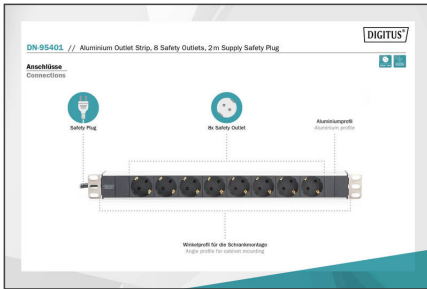 DIGITUS®
DN-95401 // Aluminium Outlet Strip, 8 Safety Outlets, 2 m Supply Safety Plug
Anschlüsse
Connections
Safety Plug
8x Safety Outlet
Aluminiumprofil
Aluminium profile
Winkelprofil für die Schrankmontage
Angle profile for cabinet mounting